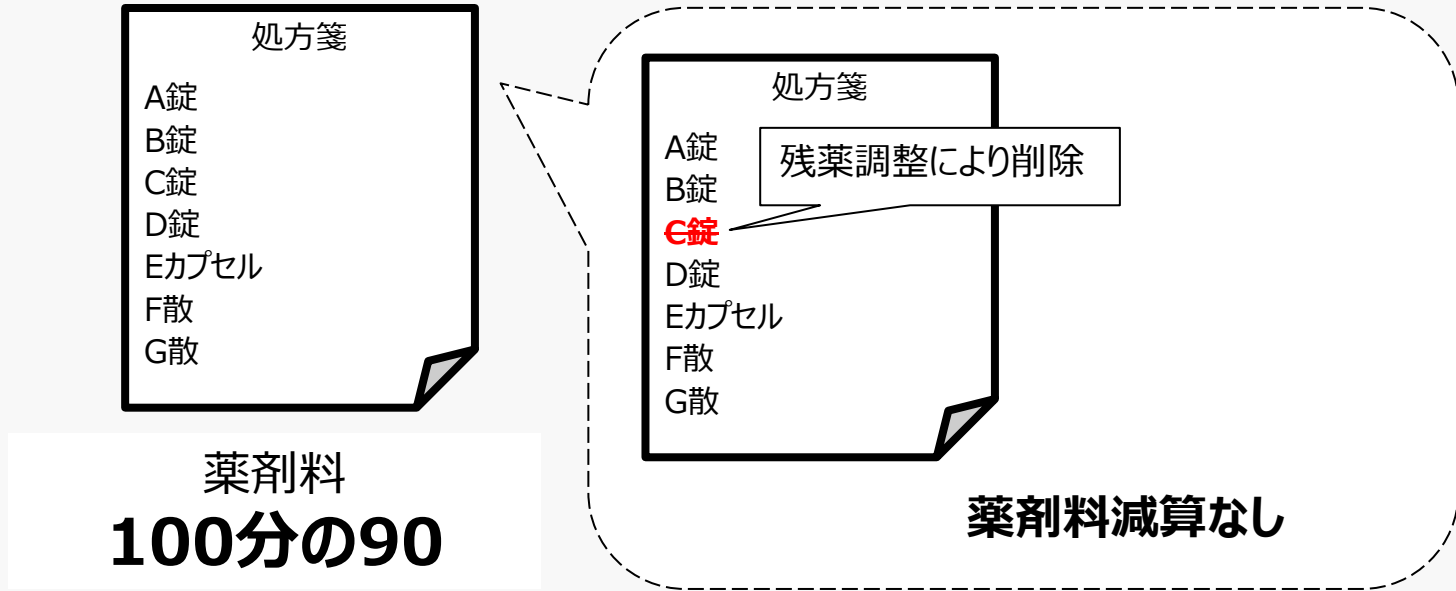 処方箋
A錠
B錠
C錠
D錠
Eカプセル
F散
G散
薬剤料
100分の90
処方箋
A錠
B錠
C錠
D錠
Eカプセル
F散
G散
残薬調整により削除
薬剤料減算なし